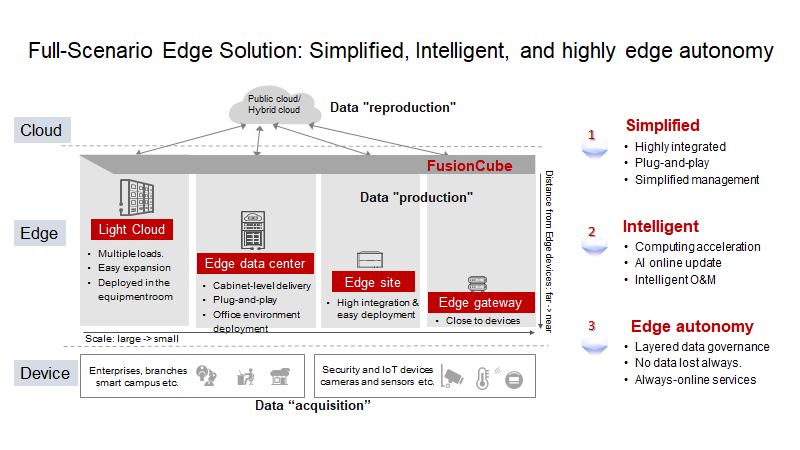 Full-Scenario Edge Solution: Simplified, Intelligent, and highly edge autonomy
Public cloud/
Hybrid cloud
Data "reproduction"
Cloud
FusionCube
Data "production"
Edge
Light Cloud
• Multiple loads.
• Easy expansion
• Deployed in the
equipmentroom
Edge data center
• Cabinet-level delivery
• Plug-and-play
• Office environment
deployment
Edge site
• High integration &
easy deployment
Edge gateway
• Close to devices
Distance from Edge devices: far -> near
Scale: large -> small
Device
Enterprises, branches
smart campus etc.
Security and IoT devices
cameras and sensors etc.
Data “acquisition”
1
Simplified
• Highly integrated
• Plug-and-play
• Simplified management
2
Intelligent
• Computing acceleration
• AI online update
• Intelligent O&M
3
Edge autonomy
• Layered data governance
• No data lost always.
• Always-online services